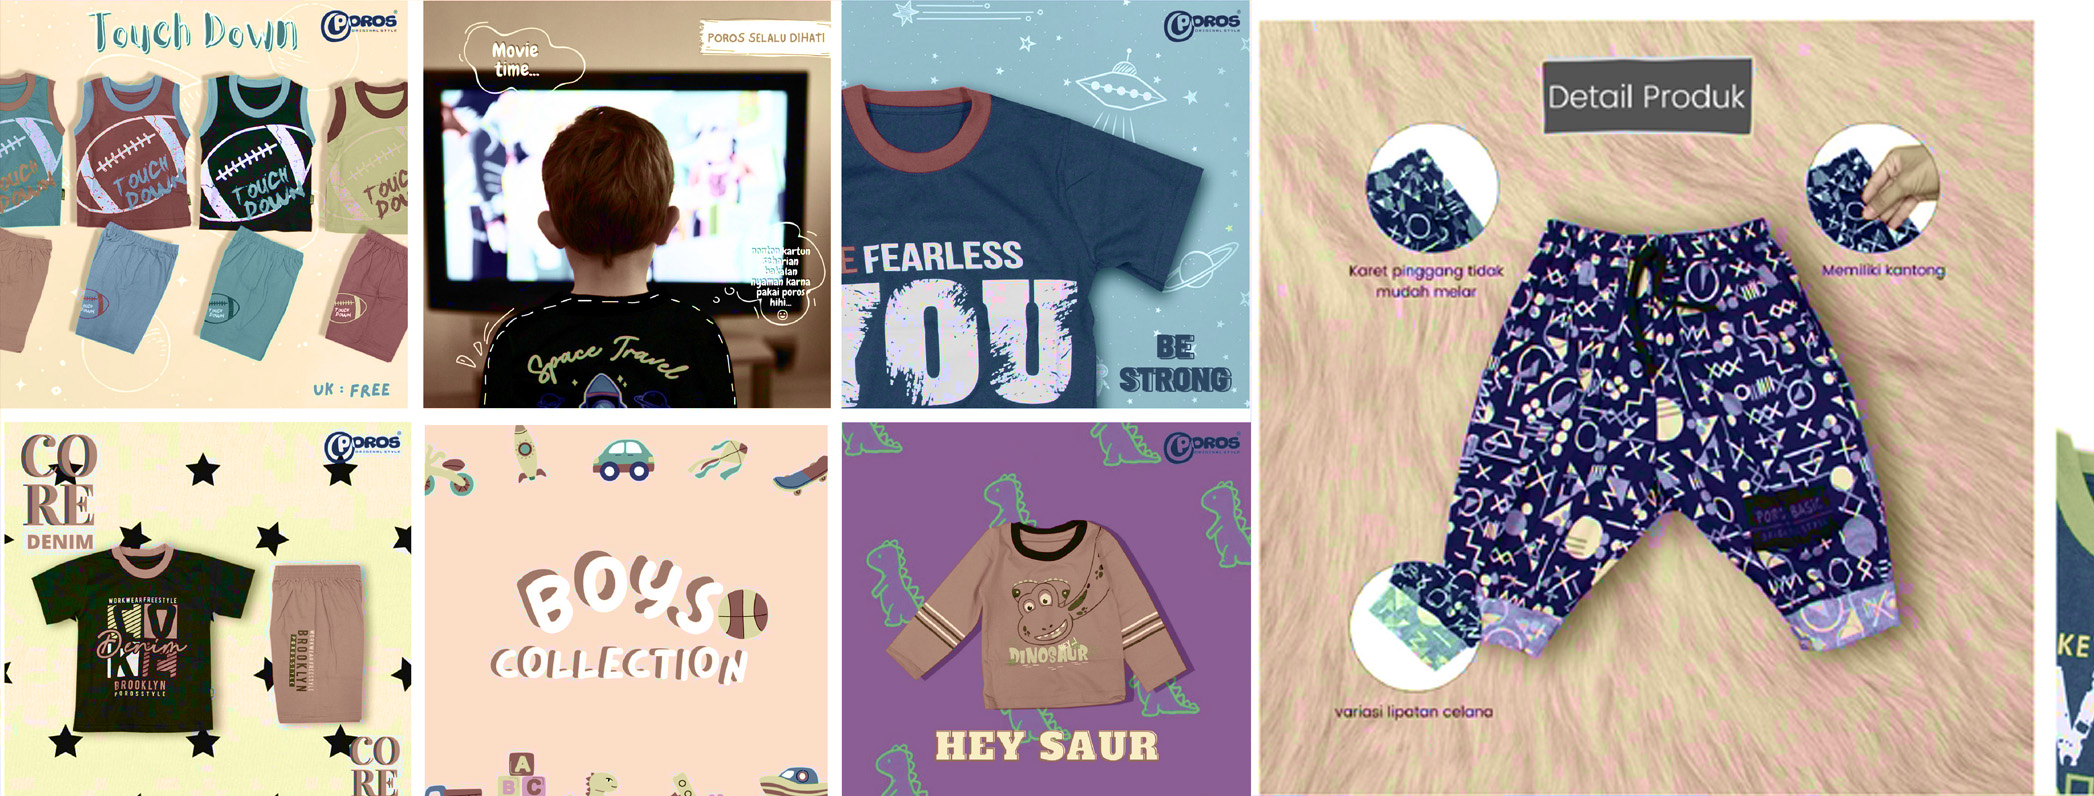 Touch Down
POROS
ORIGINAL STYLE
TOUCH
DOWN
TOUCH
DOWN
TOUCH
DOWN
UK : FREE
Movie
time...
POROS SELALU DIHATI
nonton kartun
seharian
bakalan
nyaman karna
pakai poros
hihi...
Space Travel
POROS
ORIGINAL STYLE
E FEARLESS
YOU
BE
STRONG
Detail Produk
Karet pinggang tidak
mudah melar
Memiliki kantong
variasi lipatan celana
CO
RE
DENIM
POROS
ORIGINAL STYLE
WORKWEARFREESTYLE
Denim
BROOKLYN
POROSSTYLE
BROOKLYN
CO
RE
BOYS
COLLECTION
A
B C
POROS
ORIGINAL STYLE
DINOSAUR
HEY SAUR
KE